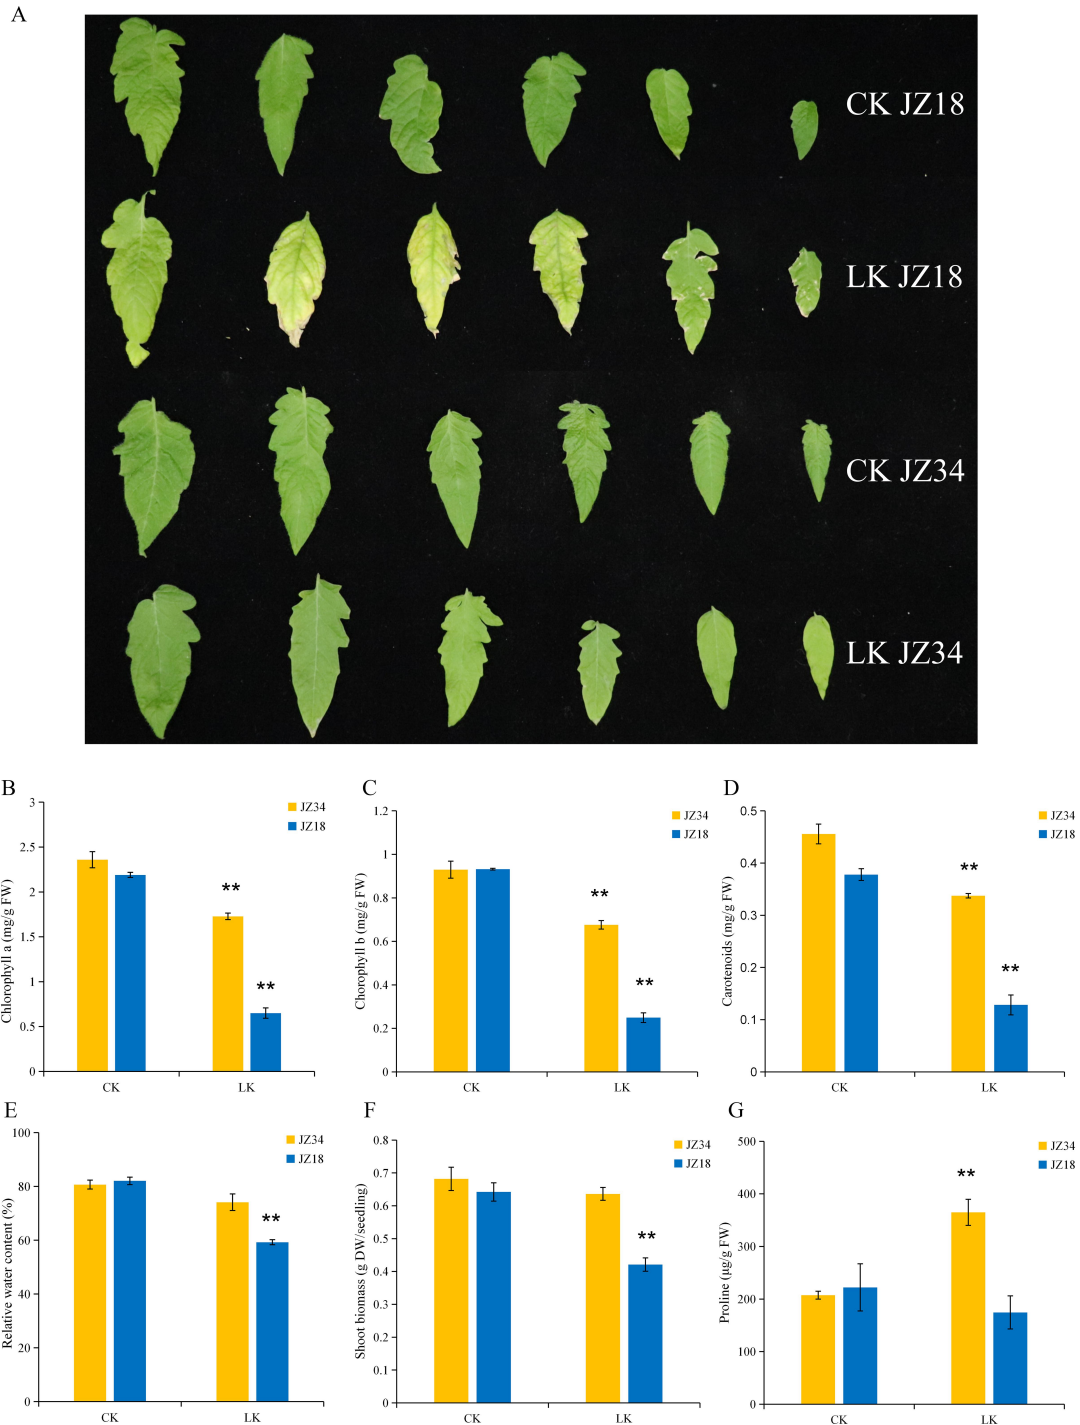 A
CK JZ18
LK JZ18
CK JZ34
LK JZ34
B
Chlorophyll a (mg/g FW)
3
2.5
2
1.5
1
0.5
0
JZ34
JZ18
**
**
CK
LK
C
Chorophyll b (mg/g FW)
1.2
1
0.8
0.6
0.4
0.2
0
JZ34
JZ18
**
**
CK
LK
D
Carotenoids (mg/g FW)
0.5
0.4
0.3
0.2
0.1
0
JZ34
JZ18
**
**
CK
LK
E
Relative water content (%)
100
80
60
40
20
0
JZ34
JZ18
**
CK
LK
F
Shoot biomass (g DW/seedling)
0.8
0.7
0.6
0.5
0.4
0.3
0.2
0.1
0
JZ34
JZ18
**
CK
LK
G
Proline (μg/g FW)
500
400
300
200
100
0
JZ34
JZ18
**
CK
LK